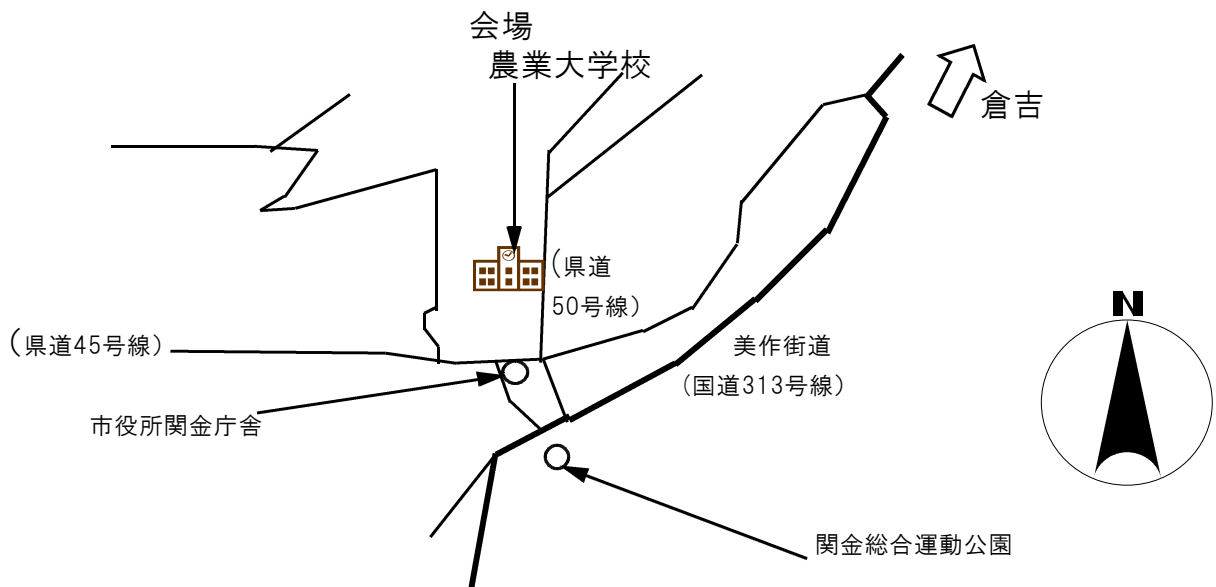 会場
農業大学校
倉吉
(県道
50号線)
N
(県道45号線)
美作街道
(国道313号線)
市役所関金庁舎
関金総合運動公園